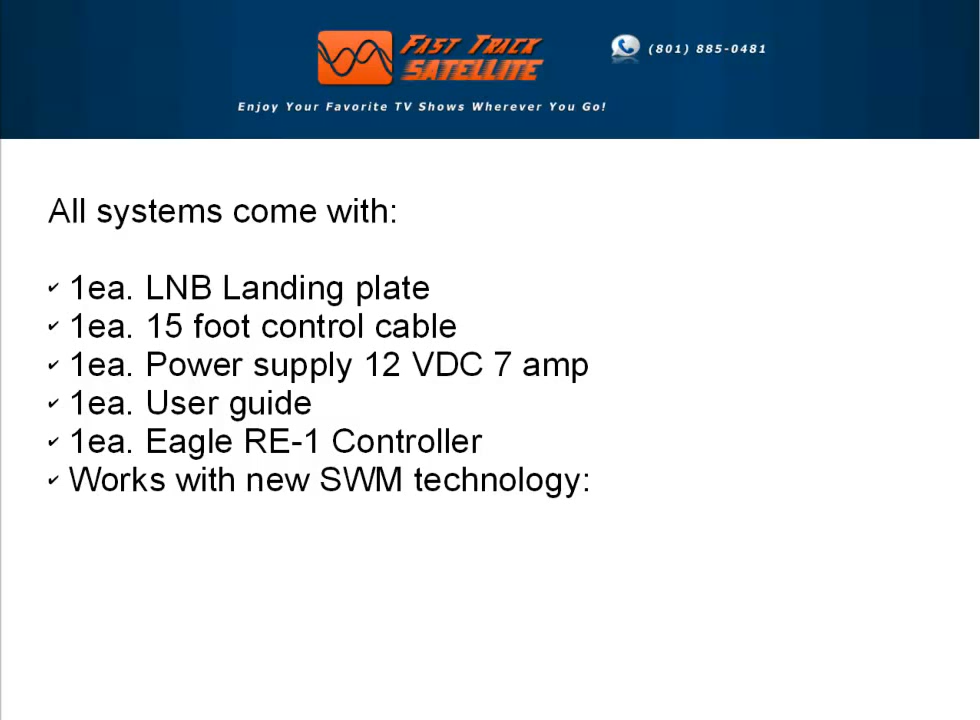 FAST TRACK
SATELLITE
(801) 885-0481
Enjoy Your Favorite TV Shows Wherever You Go!
All systems come with:
✔ 1ea. LNB Landing plate
✔ 1ea. 15 foot control cable
✔ 1ea. Power supply 12 VDC 7 amp
✔ 1ea. User guide
✔ 1ea. Eagle RE-1 Controller
✔ Works with new SWM technology: